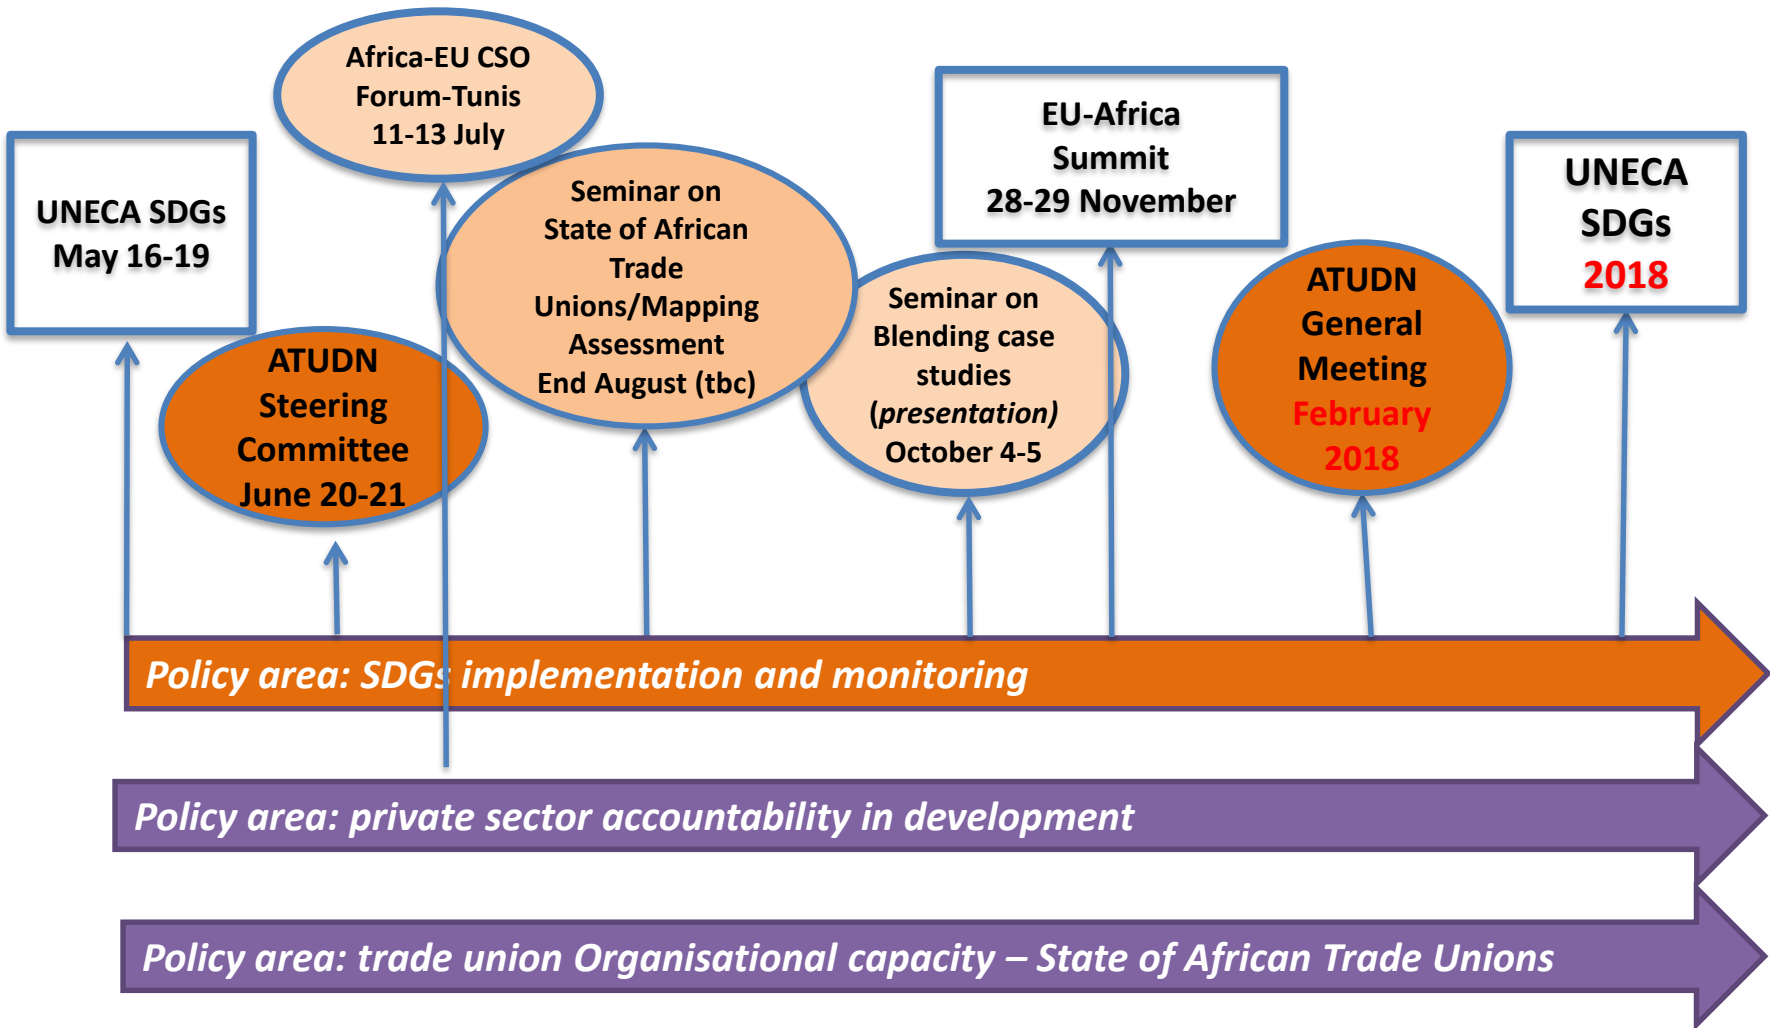 Africa-EU CSO
Forum-Tunis
11-13 July
UNECA SDGs
May 16-19
ATUDN
Steering
Committee
June 20-21
Seminar on
State of African
Trade
Unions/Mapping
Assessment
End August (tbc)
Seminar on
Blending case
studies
(presentation)
October 4-5
EU-Africa
Summit
28-29 November
ATUDN
General
Meeting
February
2018
UNECA
SDGs
2018
Policy area: SDGs implementation and monitoring
Policy area: private sector accountability in development
Policy area: trade union Organisational capacity – State of African Trade Unions